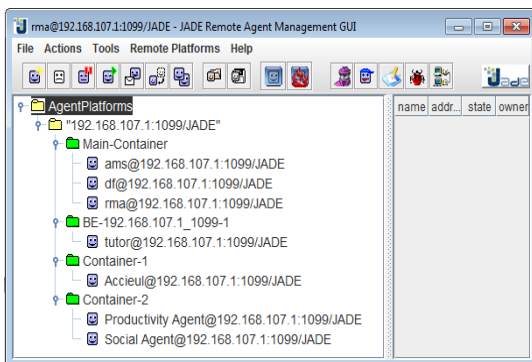 rma@192.168.107.1:1099/JADE - JADE Remote Agent Management GUI
File Actions Tools Remote Platforms Help
Jade
AgentPlatforms
name addr... state owner
"192.168.107.1:1099/JADE"
Main-Container
ams@192.168.107.1:1099/JADE
df@192.168.107.1:1099/JADE
rma@192.168.107.1:1099/JADE
BE-192.168.107.1_1099-1
tutor@192.168.107.1:1099/JADE
Container-1
Accieul@192.168.107.1:1099/JADE
Container-2
Productivity Agent@192.168.107.1:1099/JADE
Social Agent@192.168.107.1:1099/JADE